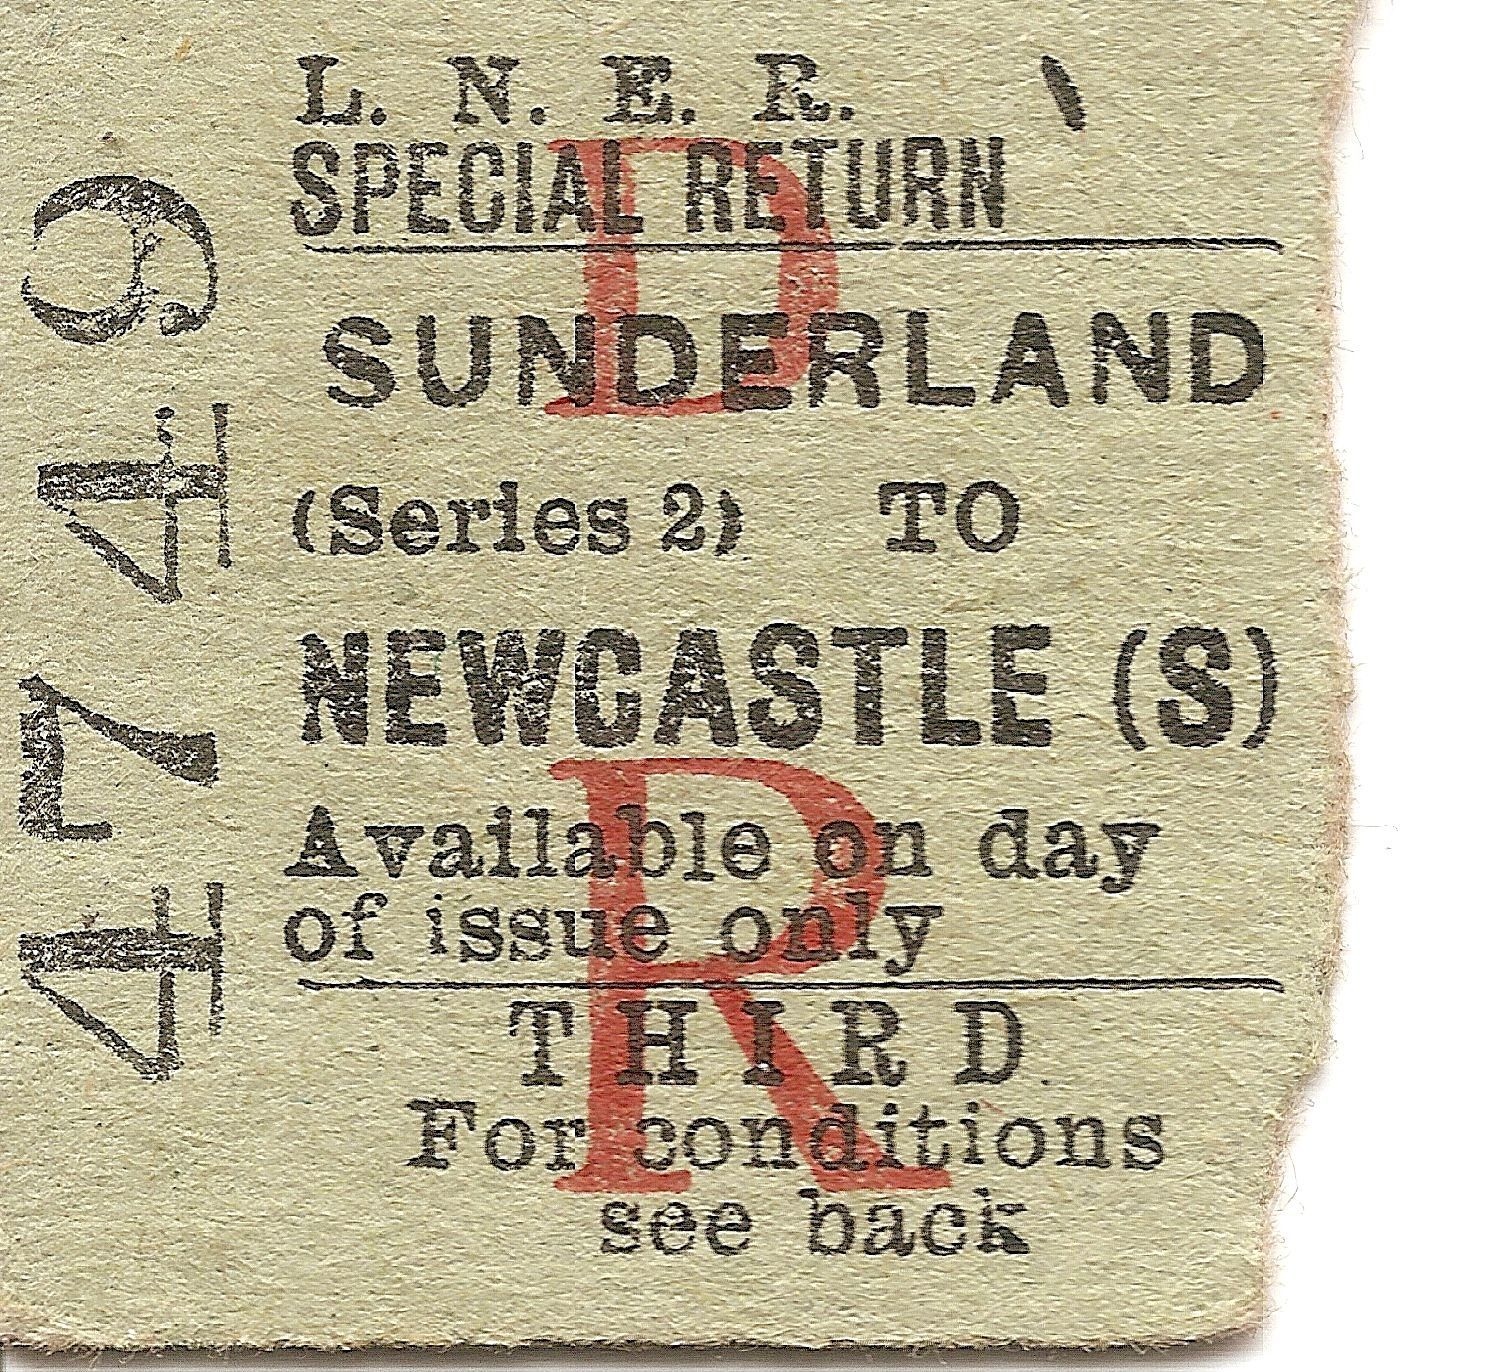 L. N. E. R.
SPECIAL RETURN
SUNDERLAND
(Series 2) TO
NEWCASTLE (S)
Available on day
of issue only
THIRD
For conditions
see back
D
R
4749